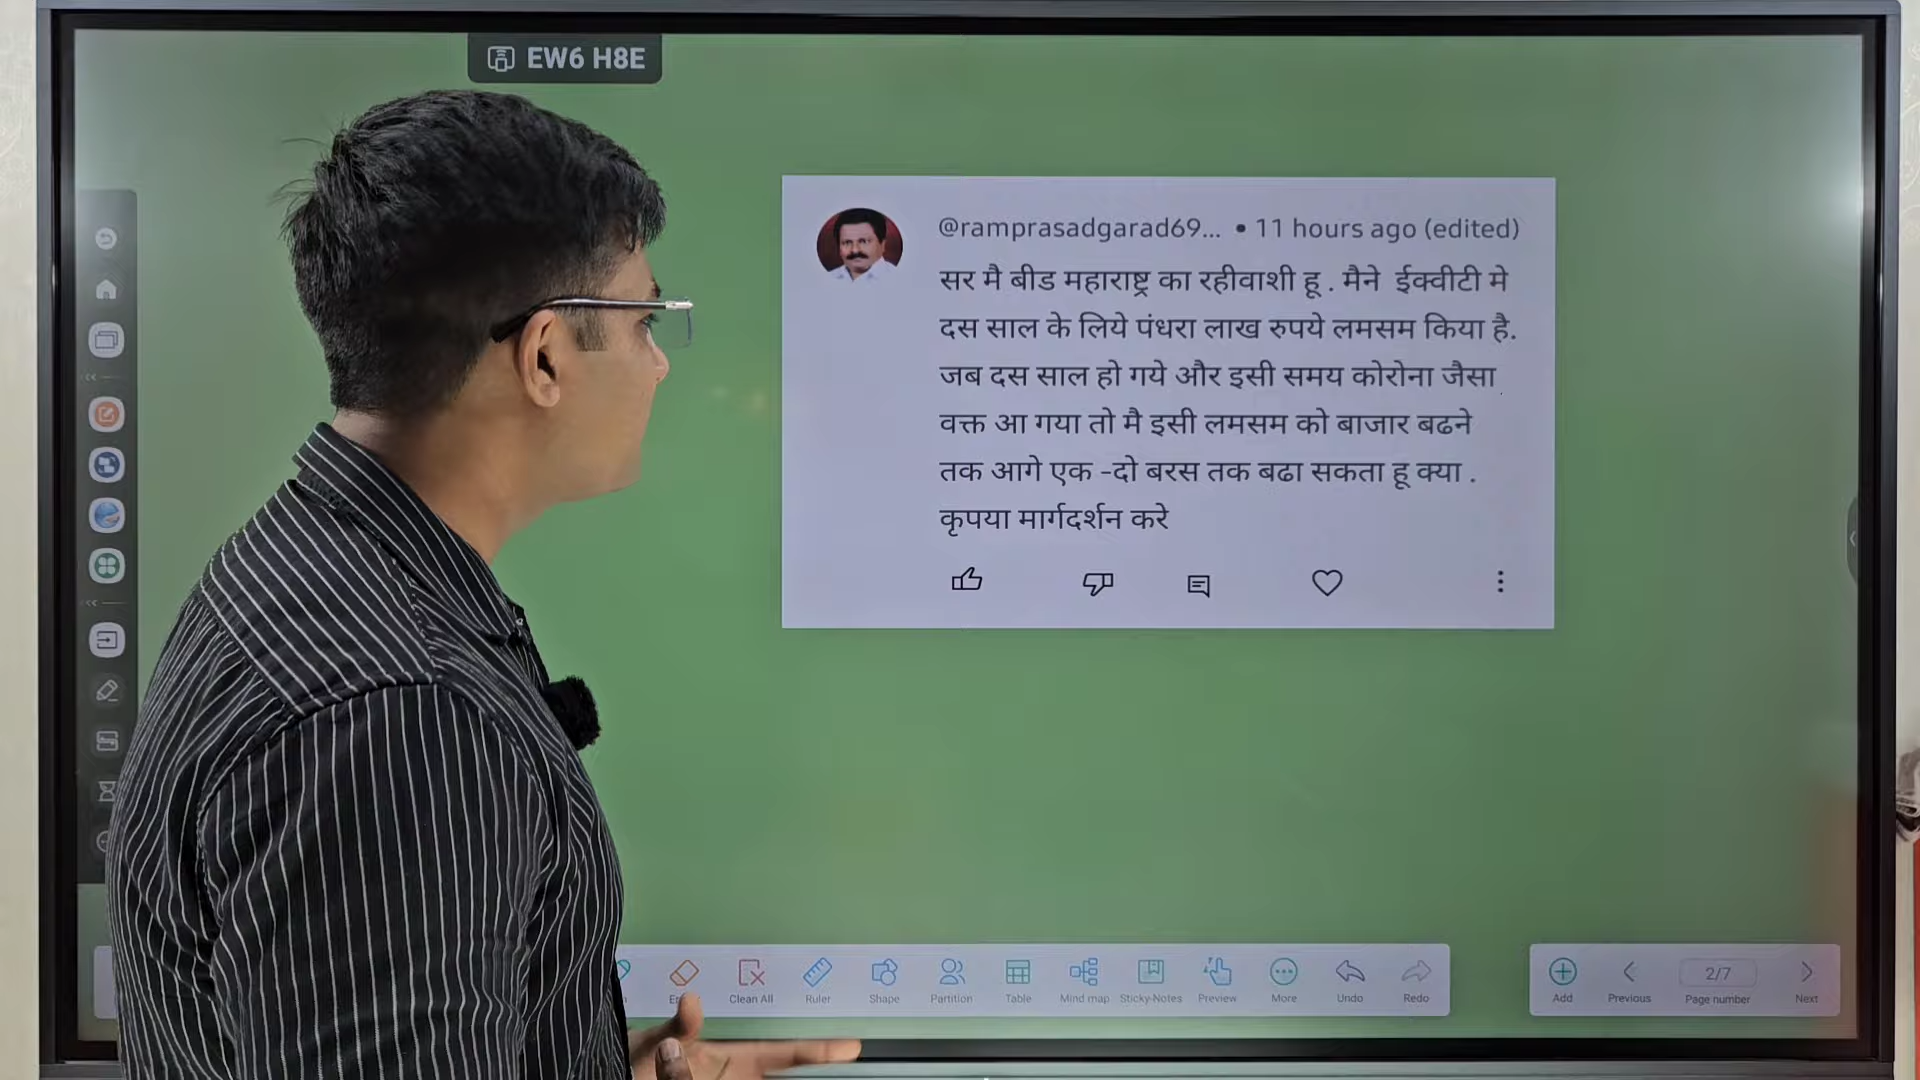 EW6 H8E
@ramprasadgarad69... • 11 hours ago (edited)
सर मै बीड महाराष्ट्र का रहीवाशी हू . मैने ईक्वीटी मे
दस साल के लिये पंधरा लाख रुपये लमसम किया है.
जब दस साल हो गये और इसी समय कोरोना जैसा
वक्त आ गया तो मै इसी लमसम को बाजार बढने
तक आगे एक -दो बरस तक बढा सकता हू क्या .
कृपया मार्गदर्शन करे
Clean All Ruler Shape Partition Table Mind map Sticky-Notes Preview More Undo Redo
2/7
Add Previous Page number Next